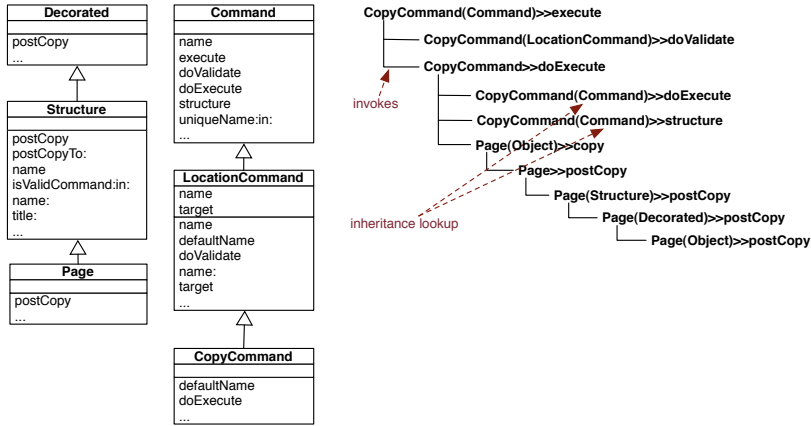 Decorated
postCopy
...
Structure
postCopy
postCopyTo:
name
isValidCommand:in:
name:
title:
...
Page
postCopy
...
Command
name
execute
doValidate
doExecute
structure
uniqueName:in:
...
LocationCommand
name
target
name
defaultName
doValidate
name:
target
...
CopyCommand
defaultName
doExecute
...
CopyCommand(Command)>>execute
CopyCommand(LocationCommand)>>doValidate
CopyCommand>>doExecute
invokes
CopyCommand(Command)>>doExecute
CopyCommand(Command)>>structure
Page(Object)>>copy
Page>>postCopy
Page(Structure)>>postCopy
inheritance lookup
Page(Decorated)>>postCopy
Page(Object)>>postCopy